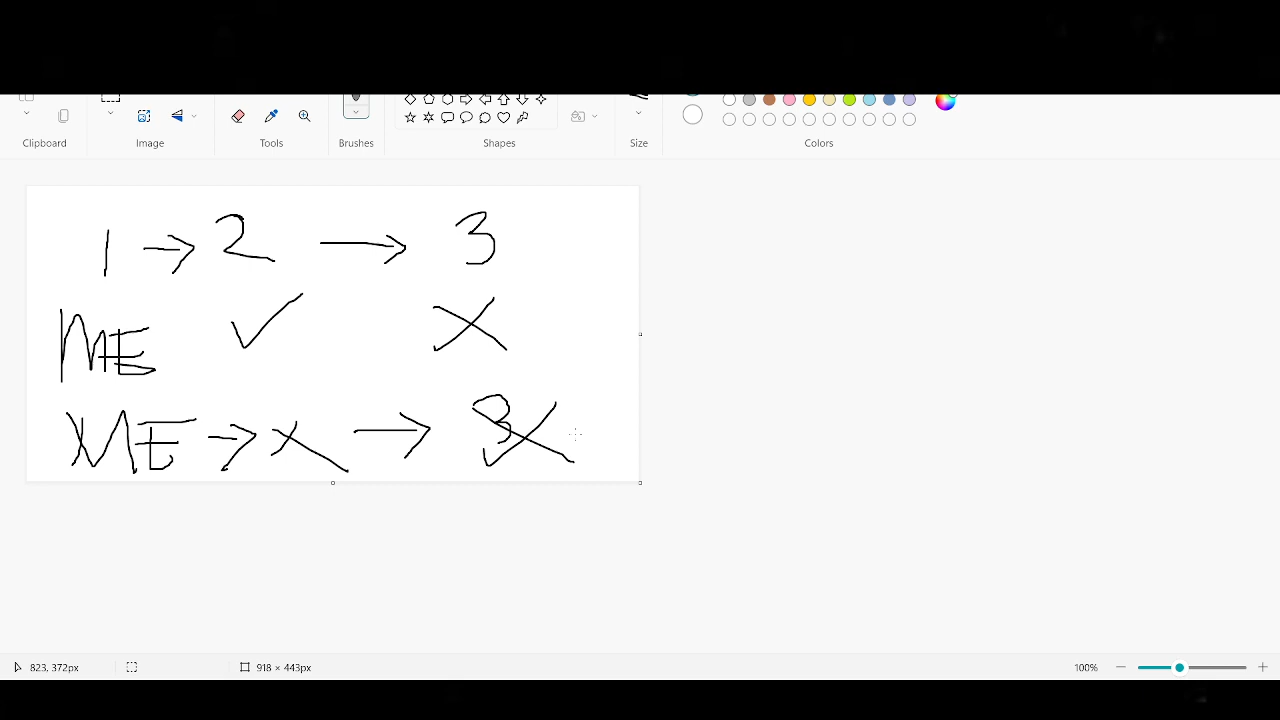 Clipboard Image Tools Brushes Shapes Size Colors
1 → 2 → 3
ME ✓ X
ME → X → 3
823, 372px 918 × 443px 100%